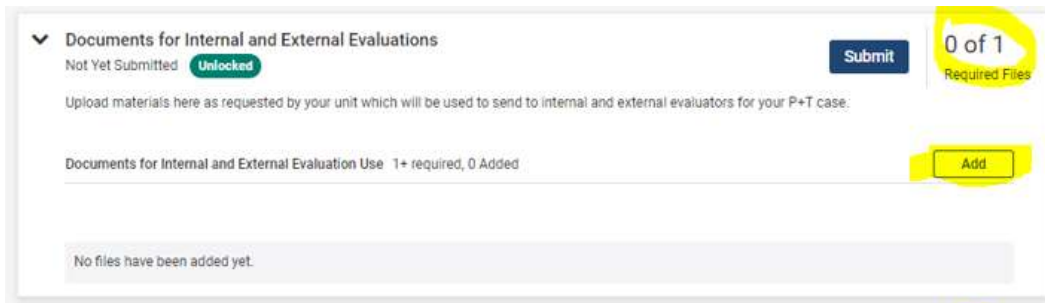 Documents for Internal and External Evaluations
Not Yet Submitted Unlocked
Submit
0 of 1
Required Files
Upload materials here as requested by your unit which will be used to send to internal and external evaluators for your P+T case.
Documents for Internal and External Evaluation Use 1+ required, 0 Added
Add
No files have been added yet.